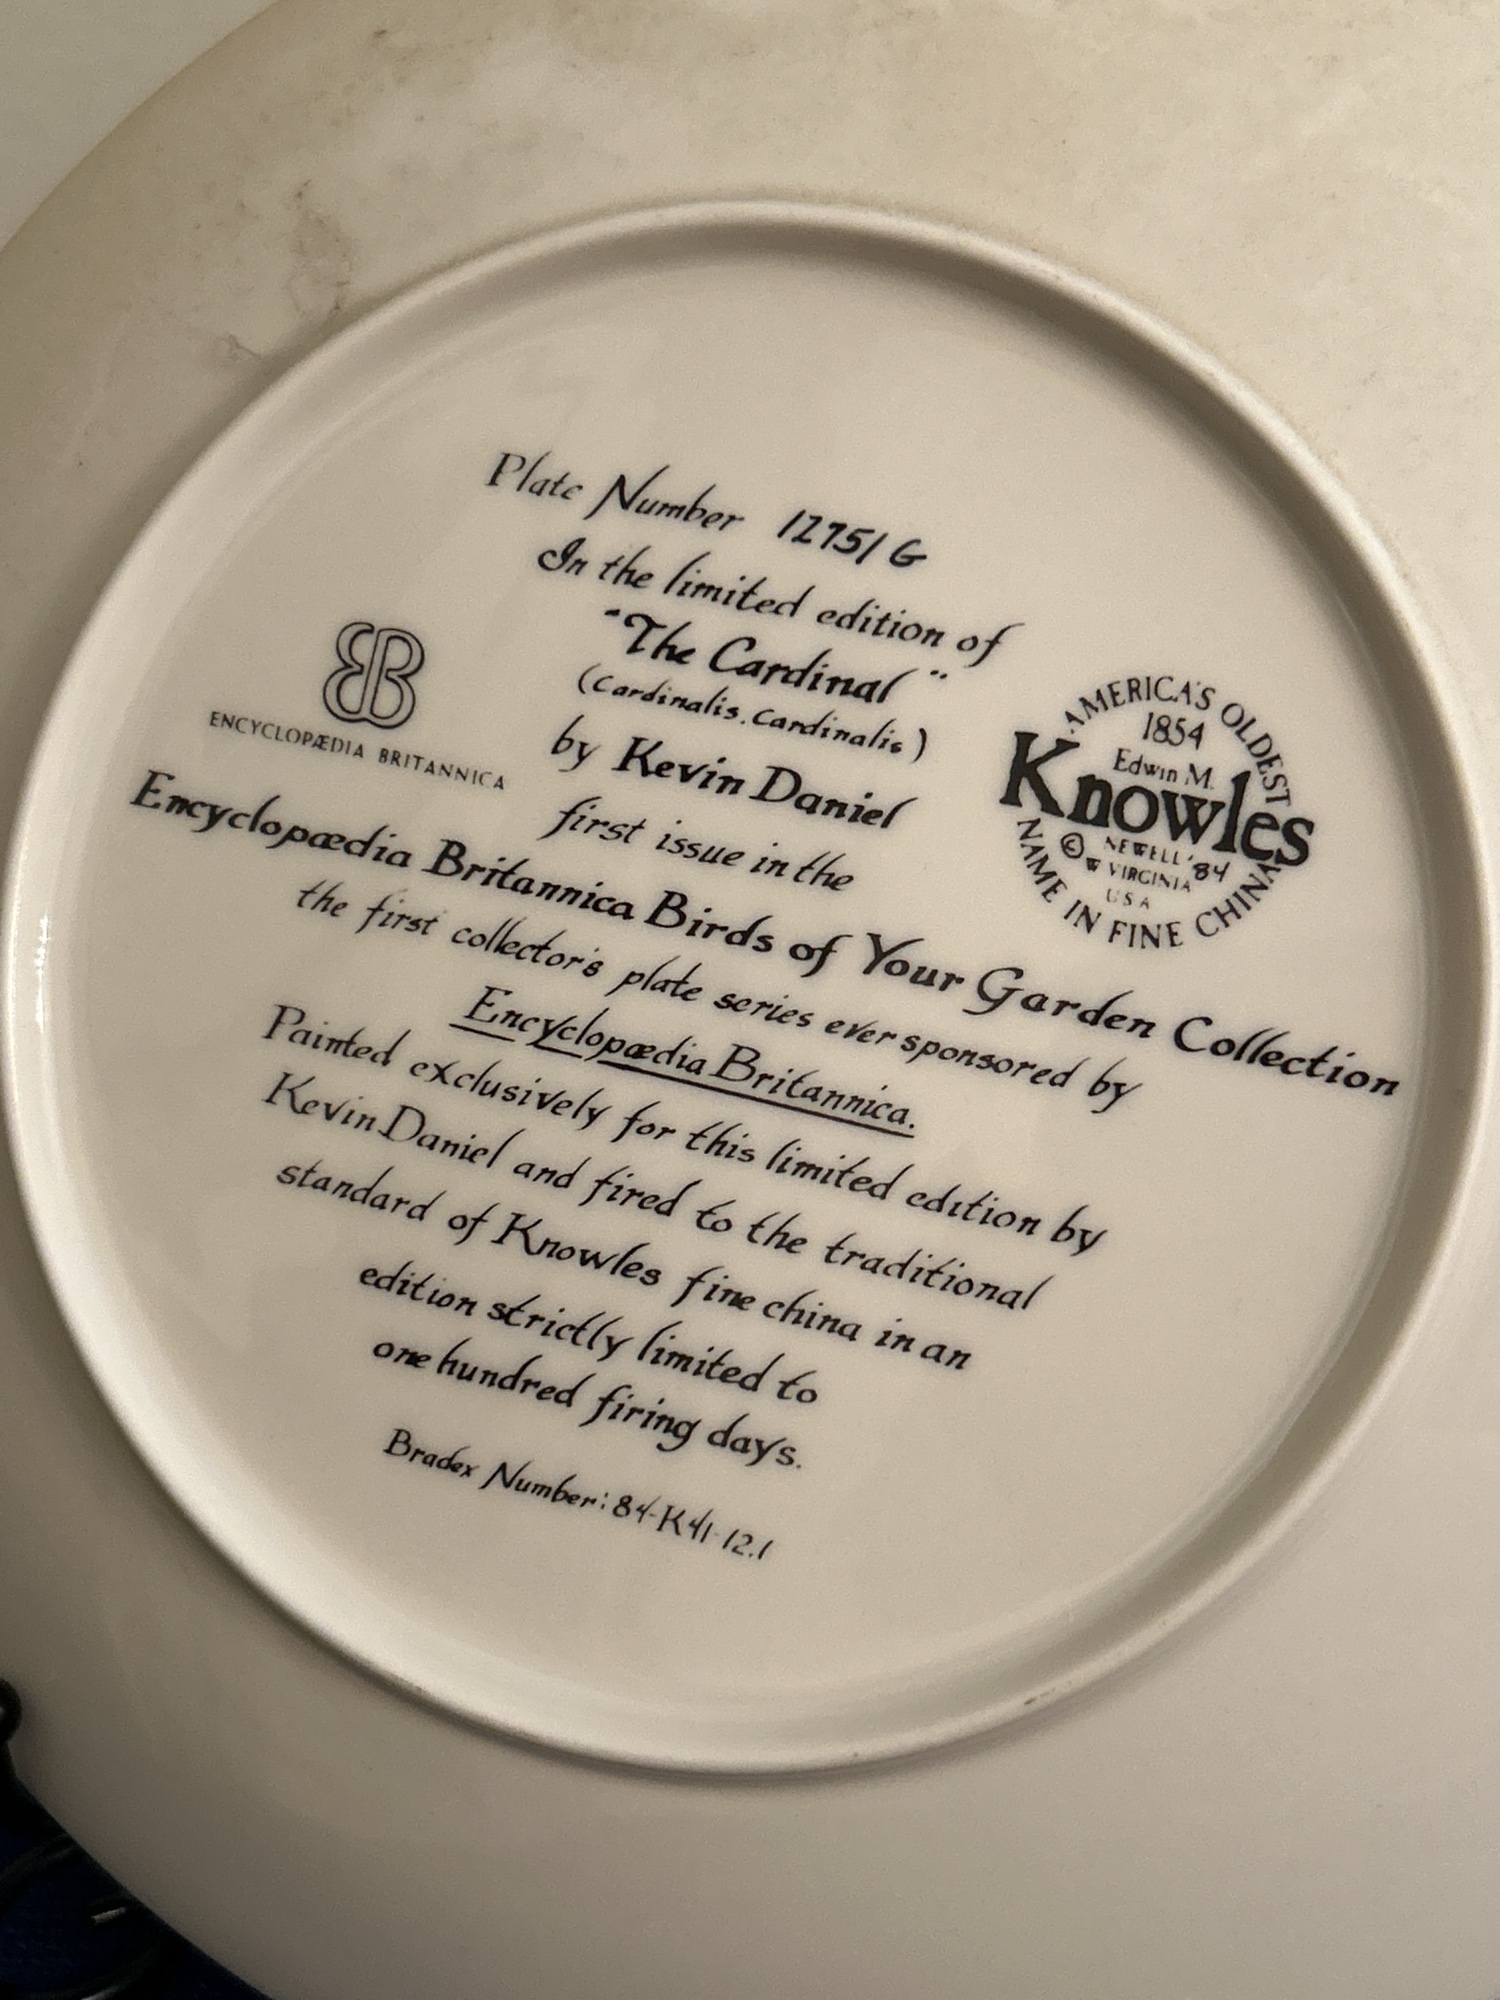 Plate Number 12751 G
In the limited edition of
"The Cardinal"
(Cardinalis. cardinalis)
by Kevin Daniel
first issue in the
Encyclopædia Britannica Birds of Your Garden Collection
the first collector's plate series ever sponsored by
Encyclopædia Britannica.
Painted exclusively for this limited edition by
Kevin Daniel and fired to the traditional
standard of Knowles fine china in an
edition strictly limited to
one hundred firing days.
Bradex Number: 84-K41-12.1
EB
ENCYCLOPÆDIA BRITANNICA
AMERICA'S OLDEST
1854
Edwin M.
Knowles
© NEWELL '84
W VIRGINIA
USA
NAME IN FINE CHINA